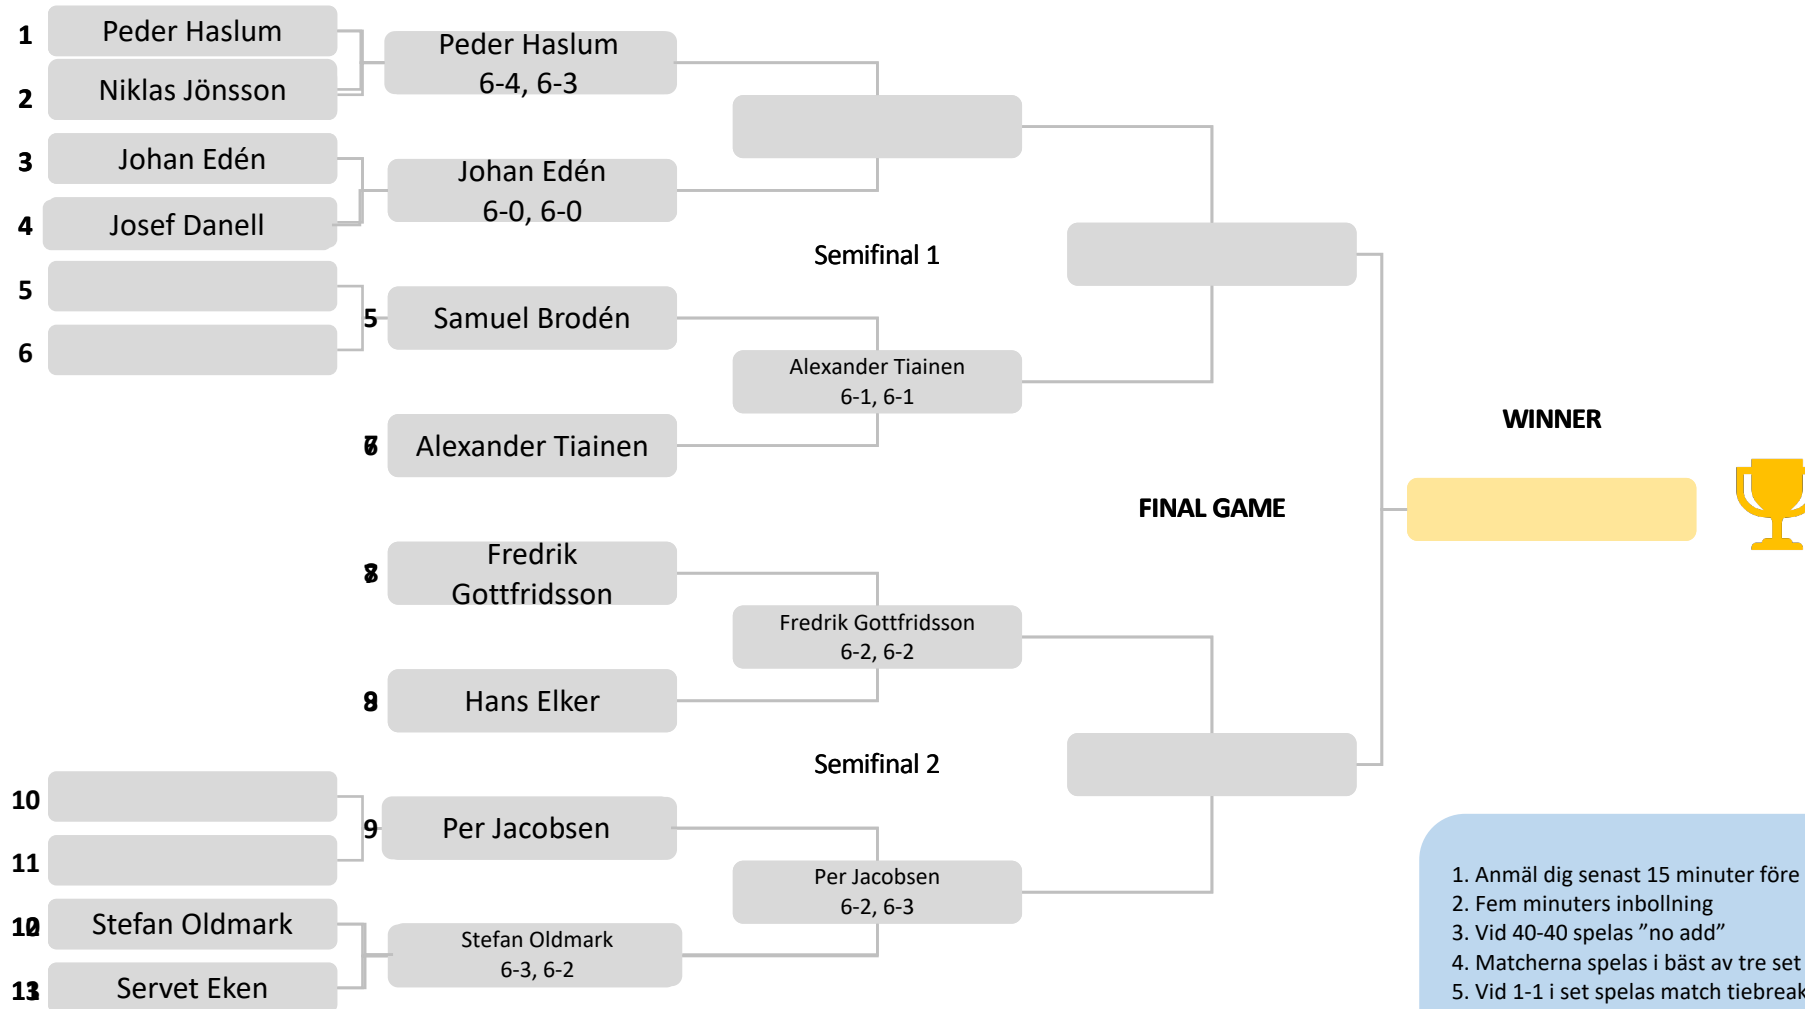 1
Peder Haslum
2
Niklas Jönsson
Peder Haslum
6-4, 6-3
3
Johan Edén
4
Josef Danell
Johan Edén
6-0, 6-0
Semifinal 1
5
6
5
Samuel Brodén
Alexander Tiainen
6-1, 6-1
Alexander Tiainen
WINNER
FINAL GAME
Fredrik
Gottfridsson
Fredrik Gottfridsson
6-2, 6-2
Hans Elker
Semifinal 2
10
11
9
Per Jacobsen
Per Jacobsen
6-2, 6-3
Stefan Oldmark
Servet Eken
Stefan Oldmark
6-3, 6-2
1. Anmäl dig senast 15 minuter före
2. Fem minuters inbollning
3. Vid 40-40 spelas ”no add”
4. Matcherna spelas i bäst av tre set
5. Vid 1-1 i set spelas match tiebreak